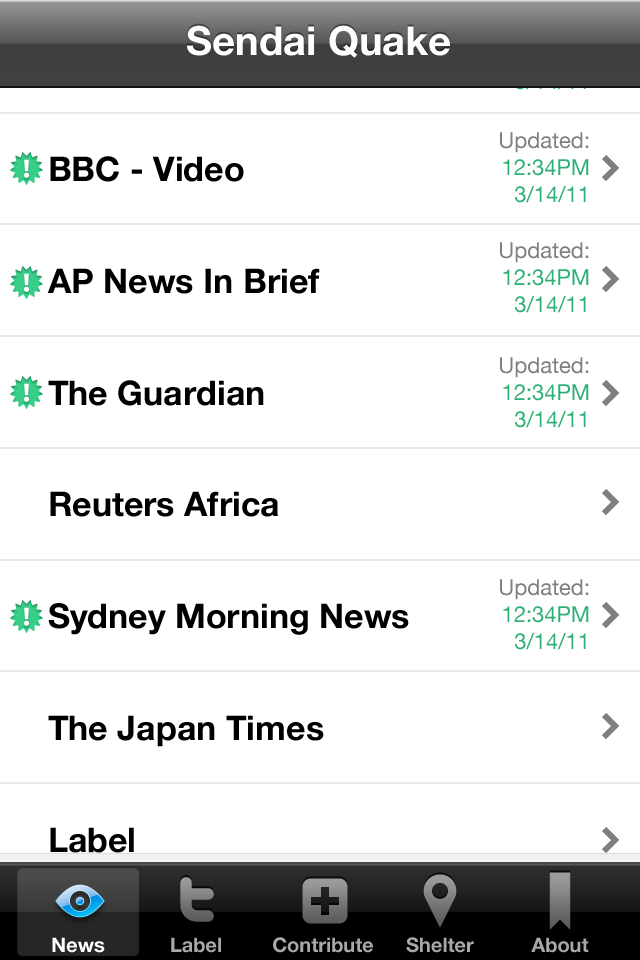 Sendai Quake
BBC - Video
Updated:
12:34PM
3/14/11
AP News In Brief
Updated:
12:34PM
3/14/11
The Guardian
Updated:
12:34PM
3/14/11
Reuters Africa
Sydney Morning News
Updated:
12:34PM
3/14/11
The Japan Times
Label
News
Label
Contribute
Shelter
About